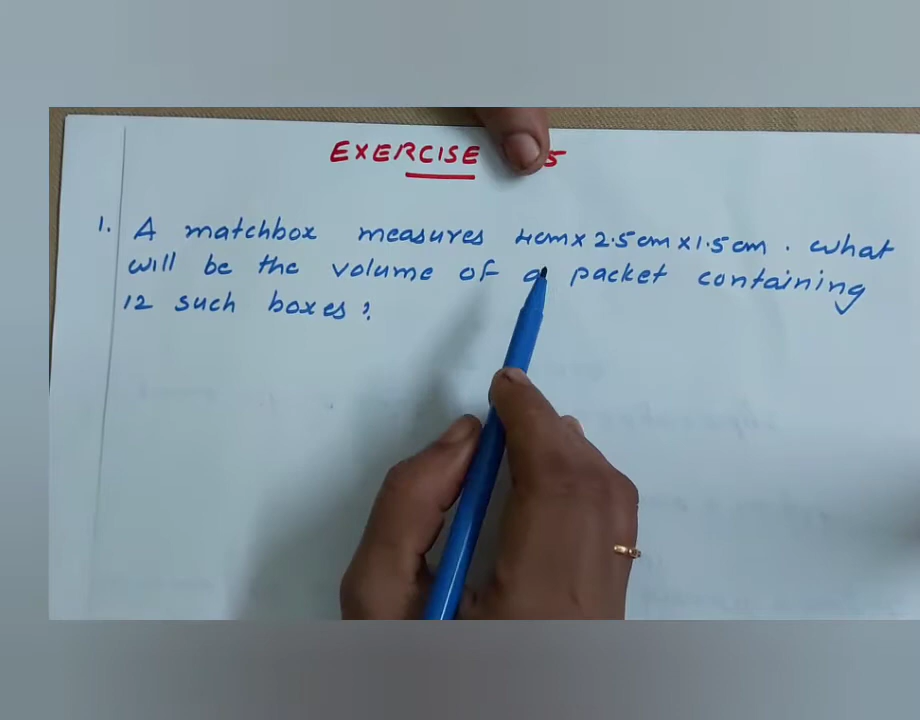 EXERCISE 5
1. A matchbox measures 4cm x 2.5cm x 1.5cm. what
will be the volume of a packet containing
12 such boxes?